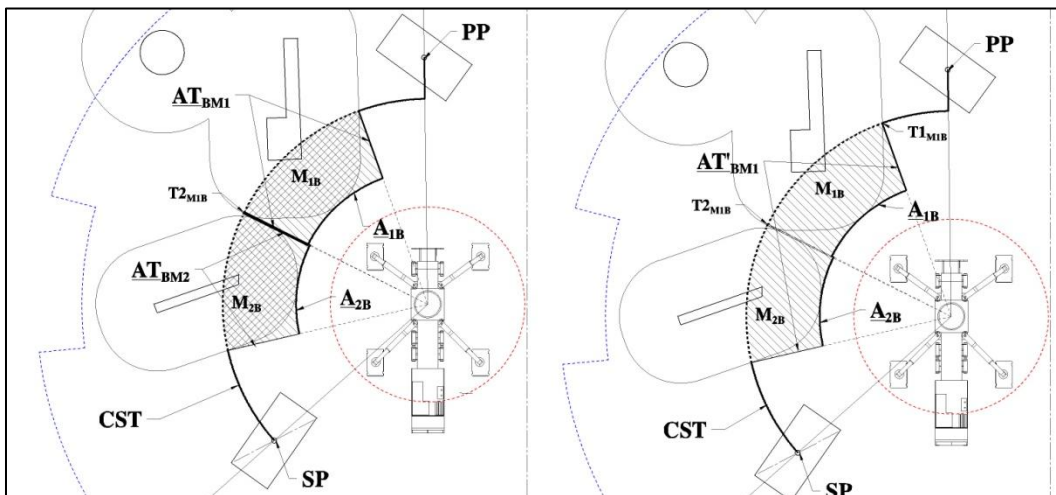 PP
AT_BM1
M_1B
T2_M1B
A_1B
AT_BM2
M_2B
A_2B
CST
SP
PP
T1_M1B
AT'_BM1
M_1B
T2_M1B
A_1B
M_2B
A_2B
CST
SP